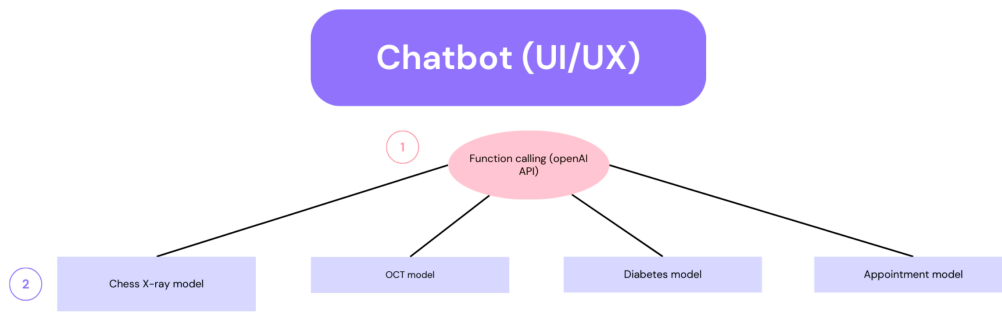 Chatbot (UI/UX)
1
Function calling (openAI
API)
2
Chess X-ray model
OCT model
Diabetes model
Appointment model